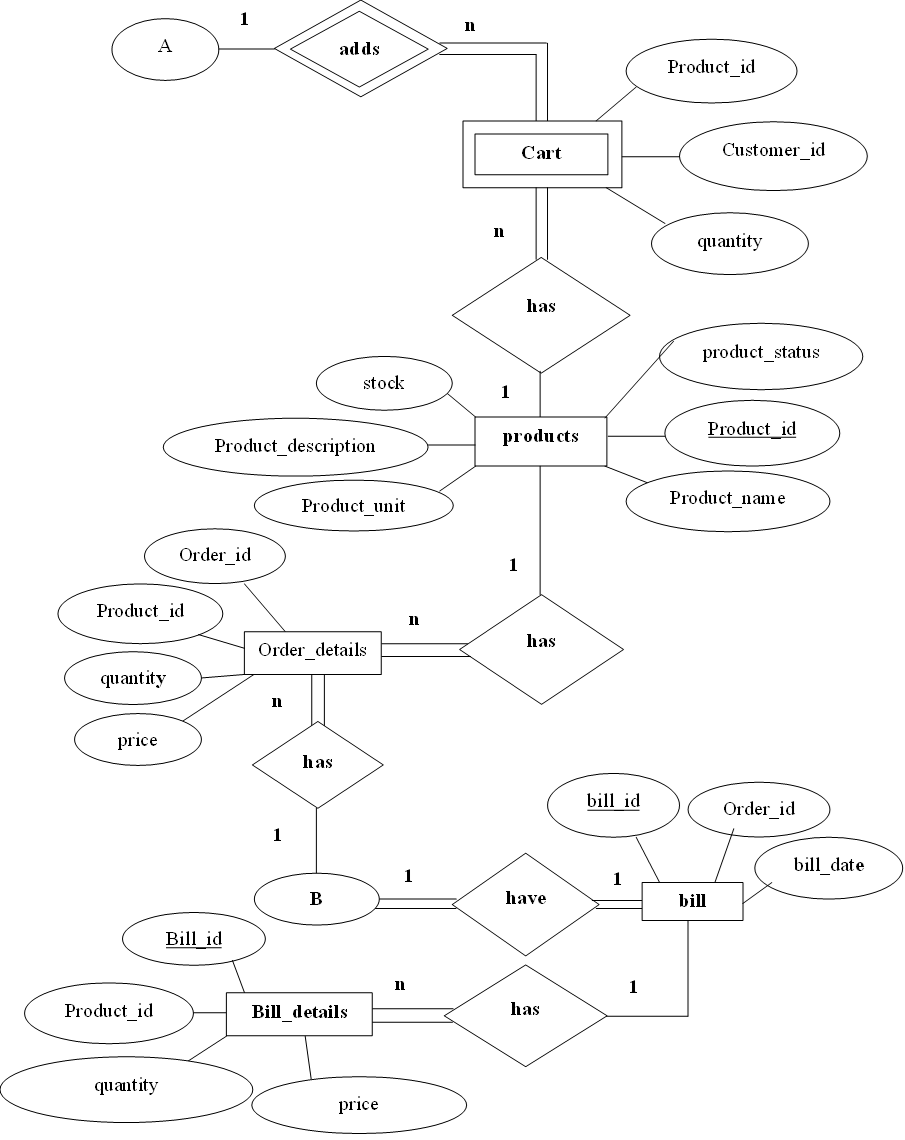 1
n
A
adds
Product_id
Cart
Customer_id
n
quantity
has
product_status
stock
1
Product_id
products
Product_description
Product_name
Product_unit
Order_id
1
Product_id
n
has
Order_details
quantity
n
price
has
bill_id
Order_id
1
bill_date
1
1
B
have
bill
Bill_id
n
1
Product_id
Bill_details
has
quantity
price